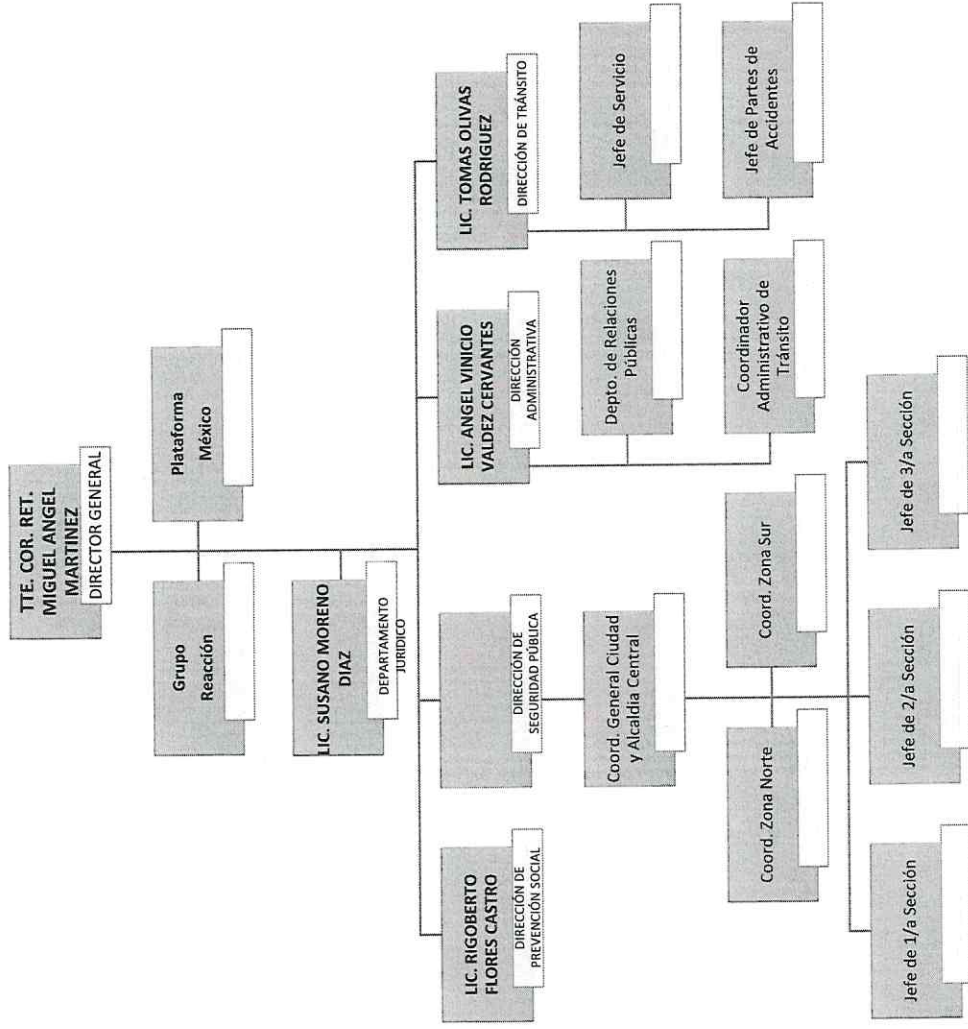 TTE. COR. RET.
MIGUEL ANGEL
MARTINEZ
DIRECTOR GENERAL
Grupo
Reacción
Plataforma
México
LIC. SUSANO MORENO
DIAZ
DEPARTAMENTO
JURIDICO
LIC. RIGOBERTO
FLORES CASTRO
DIRECCIÓN DE
PREVENCIÓN SOCIAL
DIRECCIÓN DE
SEGURIDAD PÚBLICA
LIC. ANGEL VINICIO
VALDEZ CERVANTES
DIRECCIÓN
ADMINISTRATIVA
LIC. TOMAS OLIVAS
RODRIGUEZ
DIRECCIÓN DE TRÁNSITO
Coord. General Ciudad
y Alcaldia Central
Depto. de Relaciones
Públicas
Jefe de Servicio
Coord. Zona Norte
Coord. Zona Sur
Coordinador
Administrativo de
Tránsito
Jefe de Partes de
Accidentes
Jefe de 1/a Sección
Jefe de 2/a Sección
Jefe de 3/a Sección